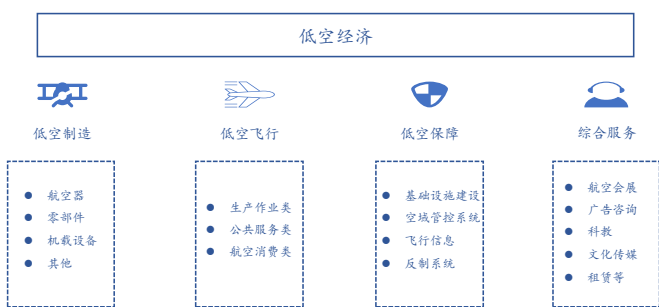 低空经济
低空制造
低空飞行
低空保障
综合服务
航空器
零部件
机载设备
其他
生产作业类
公共服务类
航空消费类
基础设施建设
空域管控系统
飞行信息
反制系统
航空会展
广告咨询
科教
文化传媒
租赁等